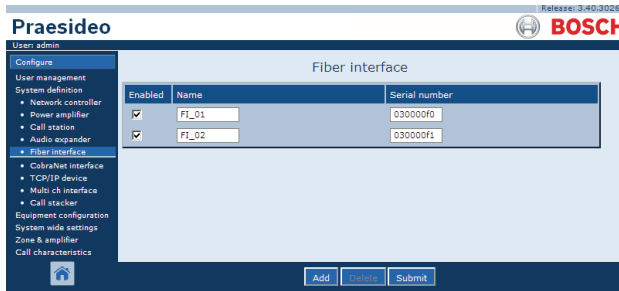 Release: 3.40.3026
Praesideo
BOSCH
User: admin
Configure
User management
System definition
• Network controller
• Power amplifier
• Call station
• Audio expander
• Fiber interface
• CobraNet interface
• TCP/IP device
• Multi ch interface
• Call stacker
Equipment configuration
System wide settings
Zone & amplifier
Call characteristics
Fiber interface
Enabled Name Serial number
FI_01 030000f0
FI_02 030000f1
Add Delete Submit